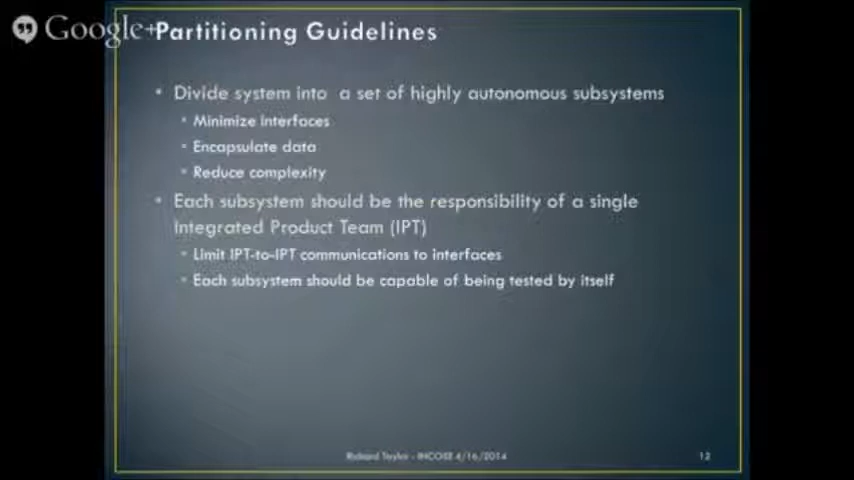 Google+
Partitioning Guidelines
• Divide system into a set of highly autonomous subsystems
• Minimize interfaces
• Encapsulate data
• Reduce complexity
• Each subsystem should be the responsibility of a single
Integrated Product Team (IPT)
• Limit IPT-to-IPT communications to interfaces
• Each subsystem should be capable of being tested by itself
Richard Taylor - INCOSE 4/16/2014
12